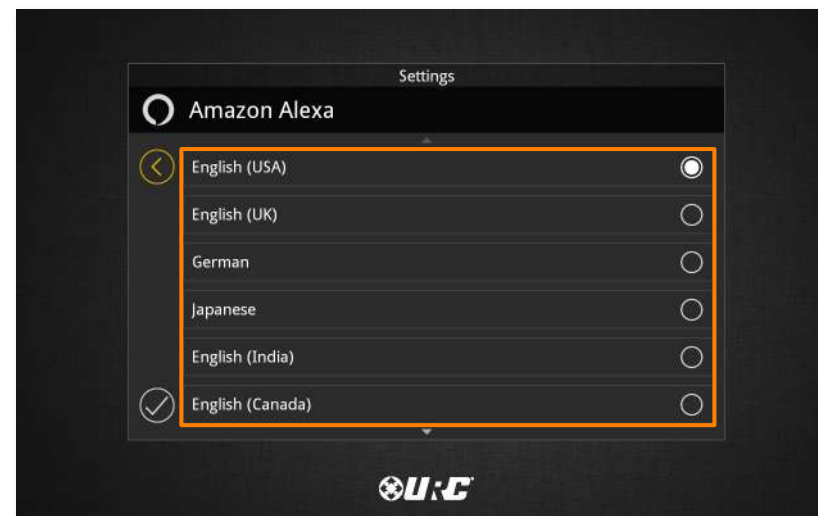 Settings
Amazon Alexa
English (USA)
English (UK)
German
Japanese
English (India)
English (Canada)
URC